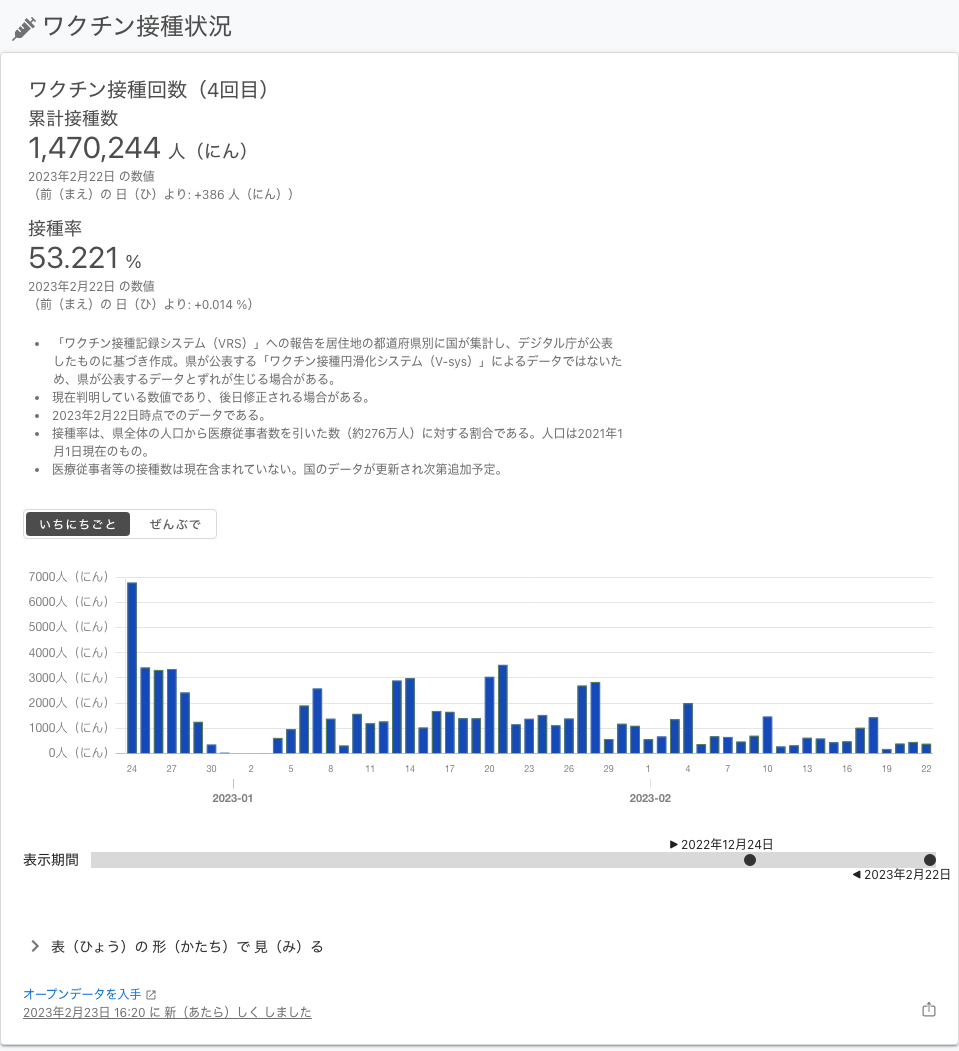 ワクチン接種状況
ワクチン接種回数（4回目）
累計接種数
1,470,244 人（にん）
2023年2月22日 の数値
（前（まえ）の 日（ひ）より: +386 人（にん））
接種率
53.221 %
2023年2月22日 の数値
（前（まえ）の 日（ひ）より: +0.014 %）
• 「ワクチン接種記録システム（VRS）」への報告を居住地の都道府県別に国が集計し、デジタル庁が公表
したものに基づき作成。県が公表する「ワクチン接種円滑化システム（V-sys）」によるデータではないた
め、県が公表するデータとずれが生じる場合がある。
• 現在判明している数値であり、後日修正される場合がある。
• 2023年2月22日時点でのデータである。
• 接種率は、県全体の人口から医療従事者数を引いた数（約276万人）に対する割合である。人口は2021年1
月1日現在のもの。
• 医療従事者等の接種数は現在含まれていない。国のデータが更新され次第追加予定。
いちにちごと ぜんぶで
7000人（にん）
6000人（にん）
5000人（にん）
4000人（にん）
3000人（にん）
2000人（にん）
1000人（にん）
0人（にん）
24 27 30 2 5 8 11 14 17 20 23 26 29 1 4 7 10 13 16 19 22
2023-01 2023-02
▶ 2022年12月24日
表示期間
◀ 2023年2月22日
表（ひょう）の 形（かたち）で 見（み）る
オープンデータを入手
2023年2月23日 16:20 に 新（あたら）しく しました